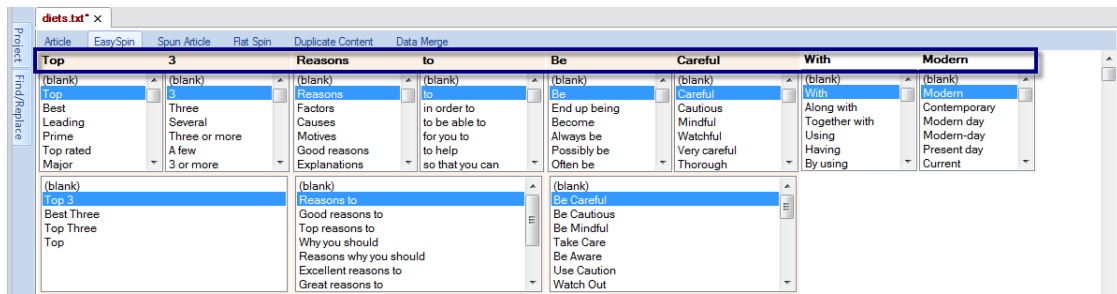 diets.txt* X
Project
Find/Replace
Article EasySpin Spun Article Flat Spin Duplicate Content Data Merge
Top 3 Reasons to Be Careful With Modern
(blank) (blank) (blank) (blank) (blank) (blank) (blank) (blank)
Top 3 Reasons to Be Careful With Modern
Best Three Factors in order to End up being Cautious Along with Contemporary
Leading Several Causes to be able to Become Mindful Together with Modern day
Prime Three or more Motives for you to Always be Watchful Using Modern-day
Top rated A few Good reasons to help Possibly be Very careful Having Present day
Major 3 or more Explanations so that you can Often be Thorough By using Current
(blank) (blank) (blank)
Top 3 Reasons to Be Careful
Best Three Good reasons to Be Cautious
Top Three Top reasons to Be Mindful
Top Why you should Take Care
Reasons why you should Be Aware
Excellent reasons to Use Caution
Great reasons to Watch Out